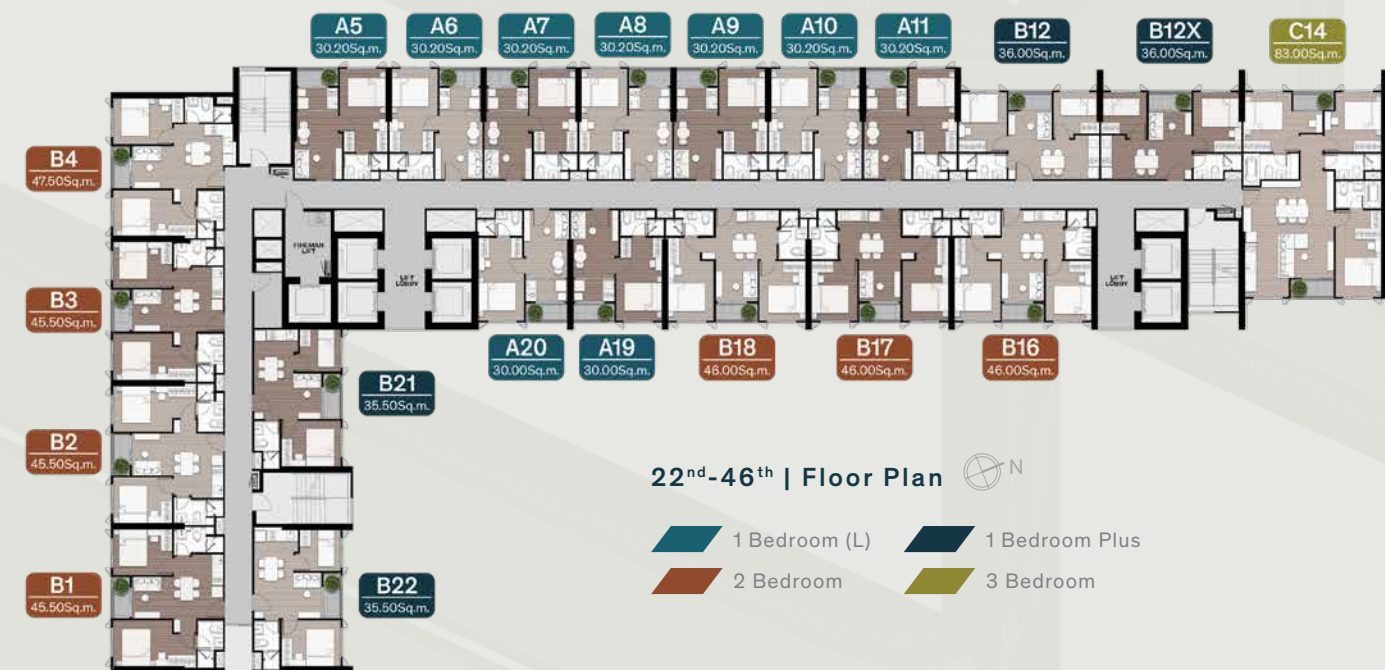 A5
30.20Sq.m.
A6
30.20Sq.m.
A7
30.20Sq.m.
A8
30.20Sq.m.
A9
30.20Sq.m.
A10
30.20Sq.m.
A11
30.20Sq.m.
B12
36.00Sq.m.
B12X
36.00Sq.m.
C14
83.00Sq.m.
B4
47.50Sq.m.
FIREMAN
LIFT
LIFT
LOBBY
LIFT
LOBBY
B3
45.50Sq.m.
A20
30.00Sq.m.
A19
30.00Sq.m.
B18
46.00Sq.m.
B17
46.00Sq.m.
B16
46.00Sq.m.
B21
35.50Sq.m.
B2
45.50Sq.m.
B1
45.50Sq.m.
B22
35.50Sq.m.
22nd-46th | Floor Plan N
1 Bedroom (L)
1 Bedroom Plus
2 Bedroom
3 Bedroom